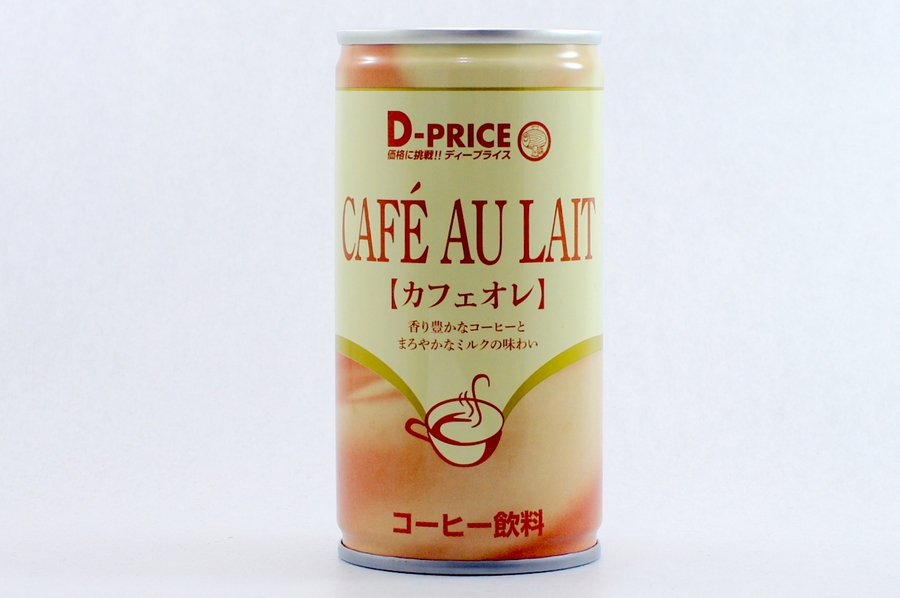 D-PRICE
価格に挑戦!! ディープライス
CAFÉ AU LAIT
【カフェオレ】
香り豊かなコーヒーと
まろやかなミルクの味わい
コーヒー飲料